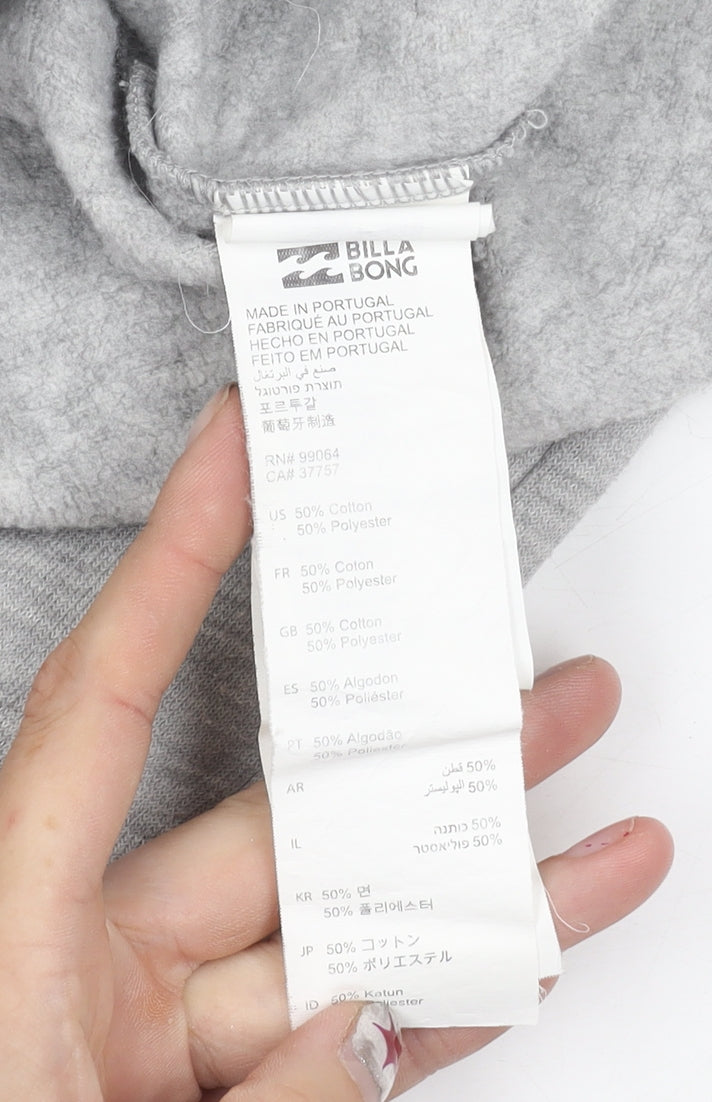 BILLA
BONG
MADE IN PORTUGAL
FABRIQUÉ AU PORTUGAL
HECHO EN PORTUGAL
FEITO EM PORTUGAL
صنع في البرتغال
תוצרת פורטוגל
포르투갈
葡萄牙制造
RN# 99064
CA# 37757
US 50% Cotton
50% Polyester
FR 50% Coton
50% Polyester
GB 50% Cotton
50% Polyester
ES 50% Algodon
50% Poliéster
PT 50% Algodão
50% Poliester
AR 50% قطن
50% البوليستر
IL 50% כותנה
50% פוליאסטר
KR 50% 면
50% 폴리에스터
JP 50% コットン
50% ポリエステル
ID 50% Katun